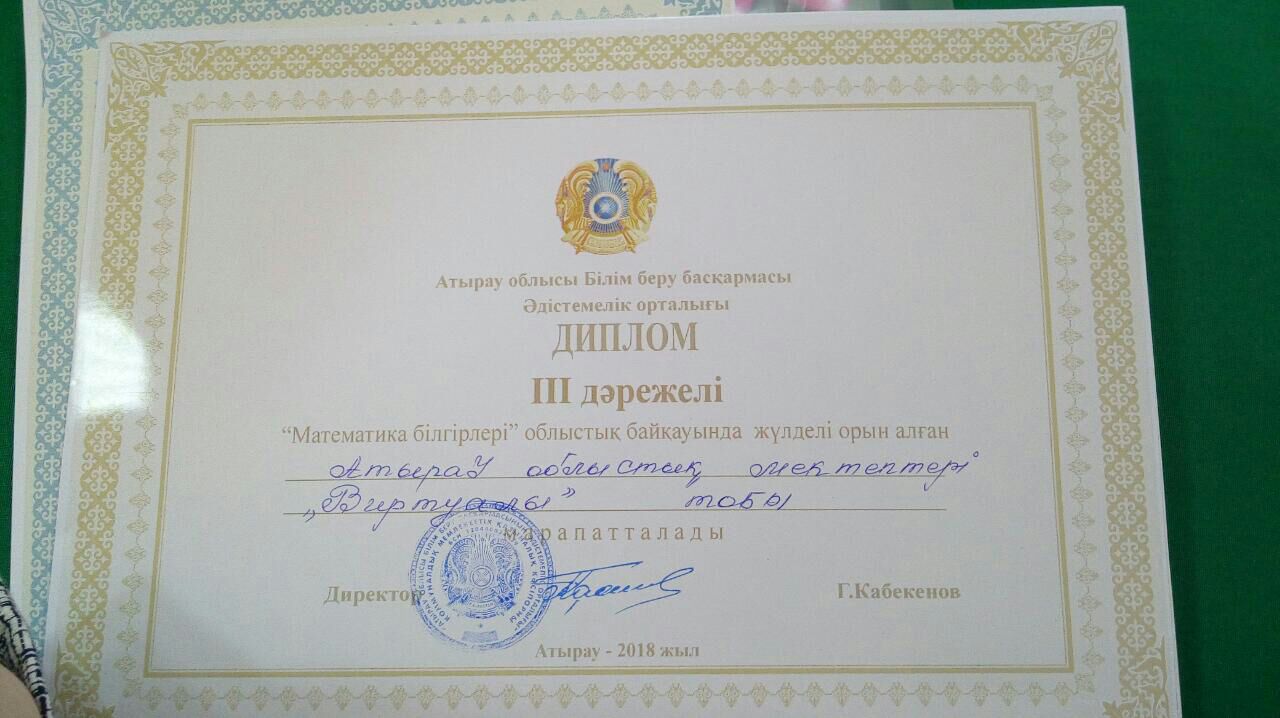 Атырау облысы Білім беру басқармасы
Әдістемелік орталығы
ДИПЛОМ
ІІІ дәрежелі
“Математика білгірлері” облыстық байқауында жүлделі орын алған
Атырау облыстық мектептері
„Виртуалы” тобы
марапатталады
Директор Г.Кабекенов
Атырау - 2018 жыл